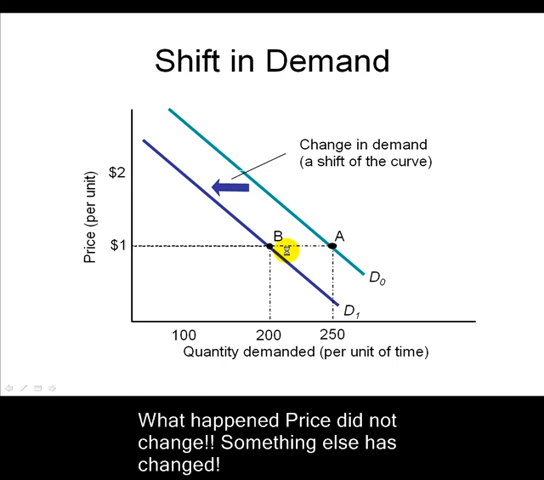 Shift in Demand
Change in demand
(a shift of the curve)
Price (per unit)
$2
$1
B
A
D₀
D₁
100 200 250
Quantity demanded (per unit of time)
What happened Price did not
change!! Something else has
changed!